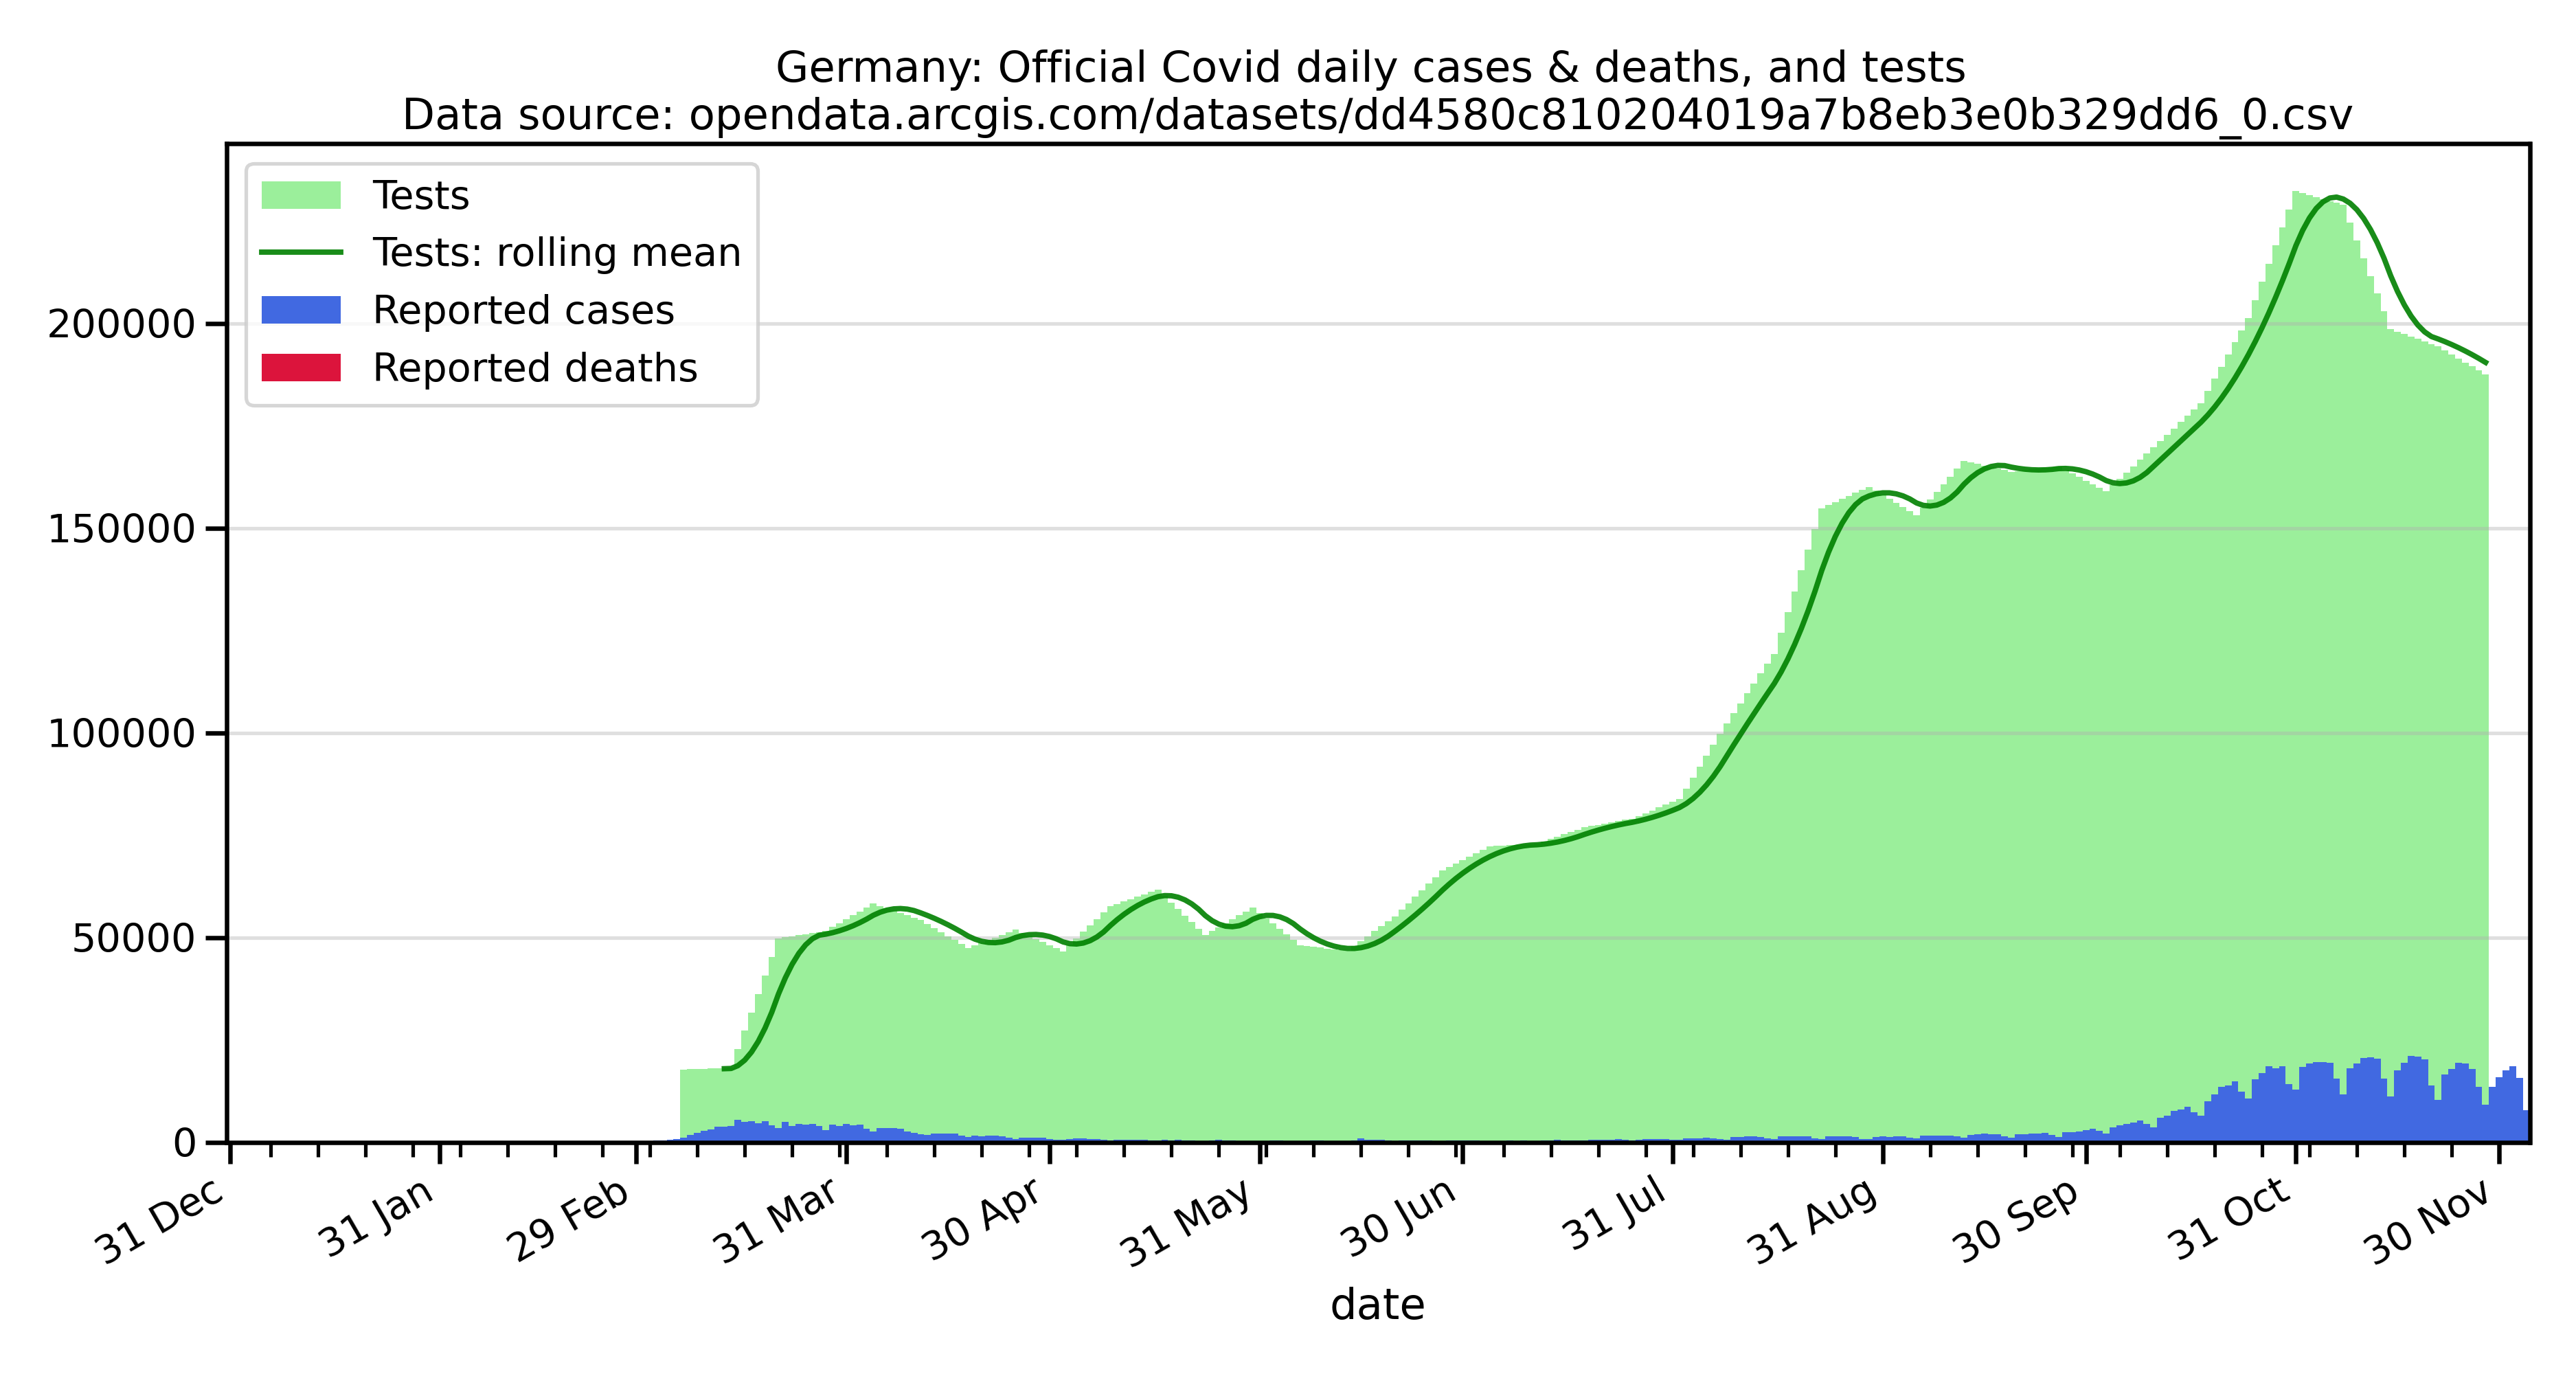 Germany: Official Covid daily cases & deaths, and tests
Data source: opendata.arcgis.com/datasets/dd4580c810204019a7b8eb3e0b329dd6_0.csv
Tests
Tests: rolling mean
Reported cases
Reported deaths
200000
150000
100000
50000
0
31 Dec
31 Jan
29 Feb
31 Mar
30 Apr
31 May
30 Jun
31 Jul
31 Aug
30 Sep
31 Oct
30 Nov
date